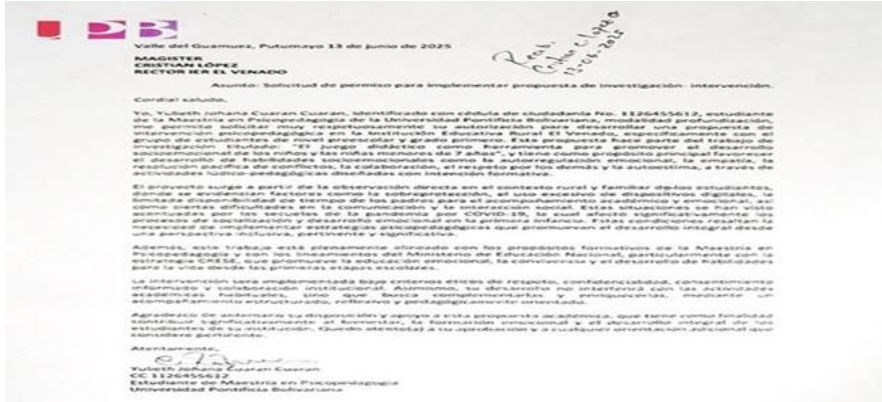 UPB
Valle del Guamuez, Putumayo 13 de junio de 2025
Recib.
Cristian C. López O
13-06-2025
MAGISTER
CRISTIAN LÓPEZ
RECTOR IER EL VENADO
Asunto: Solicitud de permiso para implementar propuesta de investigación- intervención.
Cordial saludo,
Yo, Yulieth Johana Cuaran Cuaran, identificado con cédula de ciudadanía No. 1126455612, estudiante
de la Maestría en Psicopedagogía de la Universidad Pontificia Bolivariana, modalidad profundización,
me permito solicitar muy respetuosamente su autorización para desarrollar una propuesta de
intervención psicopedagógica en la Institución Educativa Rural El Venado, específicamente con el
grupo de estudiantes de nivel preescolar y grado primero. Esta propuesta hace parte del trabajo de
investigación titulado: "El juego didáctico como herramienta para promover el desarrollo
socioemocional de los niños y las niñas menores de 7 años", y tiene como propósito principal favorecer
el desarrollo de habilidades socioemocionales como la autorregulación emocional, la empatía, la
resolución pacífica de conflictos, la colaboración, el respeto por los demás y la autoestima, a través de
actividades lúdico-pedagógicas diseñadas con intención formativa.
El proyecto surge a partir de la observación directa en el contexto rural y familiar de los estudiantes,
donde se evidencian factores como la sobreprotección, el uso excesivo de dispositivos digitales, la
limitada disponibilidad de tiempo de los padres para el acompañamiento académico y emocional, así
como ciertas dificultades en la comunicación y la interacción social. Estas situaciones se han visto
acentuadas por las secuelas de la pandemia por COVID-19, la cual afectó significativamente los
procesos de socialización y desarrollo emocional en la primera infancia. Estas condiciones resaltan la
necesidad de implementar estrategias psicopedagógicas que promuevan el desarrollo integral desde
una perspectiva inclusiva, pertinente y significativa.
Además, este trabajo está plenamente alineado con los propósitos formativos de la Maestría en
Psicopedagogía y con los lineamientos del Ministerio de Educación Nacional, particularmente con la
estrategia CRESE, que promueve la educación emocional, la convivencia y el desarrollo de habilidades
para la vida desde las primeras etapas escolares.
La intervención será implementada bajo criterios éticos de respeto, confidencialidad, consentimiento
informado y colaboración institucional. Asimismo, su desarrollo no interferirá con las actividades
académicas habituales, sino que busca complementarlas y enriquecerlas, mediante un
acompañamiento estructurado, reflexivo y pedagógicamente orientado.
Agradezco de antemano su disposición y apoyo a esta propuesta académica, que tiene como finalidad
contribuir significativamente al bienestar, la formación emocional y el desarrollo integral de los
estudiantes de su institución. Quedo atento(a) a su aprobación y a cualquier orientación adicional que
considere pertinente.
Atentamente,
Yulieth Johana Cuaran Cuaran
CC 1126455612
Estudiante de Maestría en Psicopedagogía
Universidad Pontificia Bolivariana